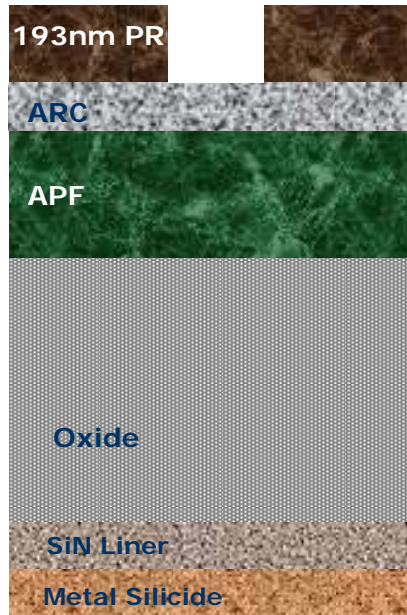 193nm PR
ARC
APF
Oxide
SiN Liner
Metal Silicide